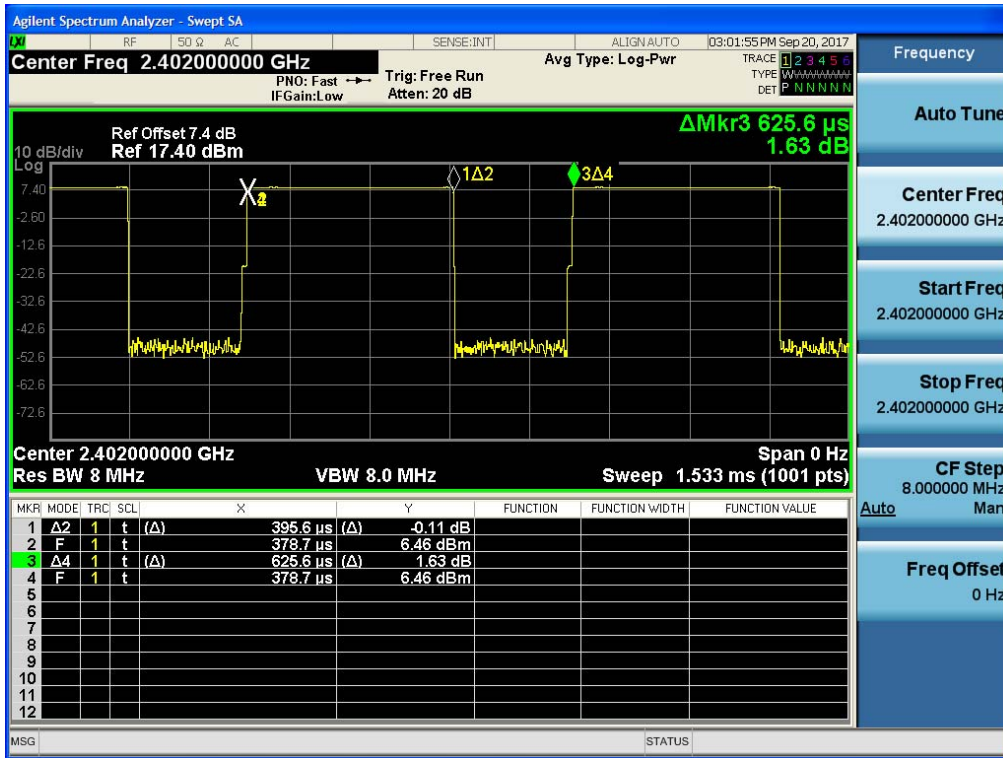 Agilent Spectrum Analyzer - Swept SA
LXI RF 50 Ω AC SENSE:INT ALIGN AUTO 03:01:55 PM Sep 20, 2017
Center Freq 2.402000000 GHz
PNO: Fast
IFGain:Low
Trig: Free Run
Atten: 20 dB
Avg Type: Log-Pwr
TRACE 1 2 3 4 5 6
TYPE W
DET P N N N N N
Frequency
Ref Offset 7.4 dB
10 dB/div Ref 17.40 dBm
Log
ΔMkr3 625.6 µs
1.63 dB
1Δ2
3Δ4
7.40
-2.60
-12.6
-22.6
-32.6
-42.6
-52.6
-62.6
-72.6
Center 2.402000000 GHz Span 0 Hz
Res BW 8 MHz VBW 8.0 MHz Sweep 1.533 ms (1001 pts)
MKR MODE TRC SCL X Y FUNCTION FUNCTION WIDTH FUNCTION VALUE
1 Δ2 1 t (Δ) 395.6 µs (Δ) -0.11 dB
2 F 1 t 378.7 µs 6.46 dBm
3 Δ4 1 t (Δ) 625.6 µs (Δ) 1.63 dB
4 F 1 t 378.7 µs 6.46 dBm
5
6
7
8
9
10
11
12
MSG STATUS
Auto Tune
Center Freq
2.402000000 GHz
Start Freq
2.402000000 GHz
Stop Freq
2.402000000 GHz
CF Step
8.000000 MHz
Auto Man
Freq Offset
0 Hz